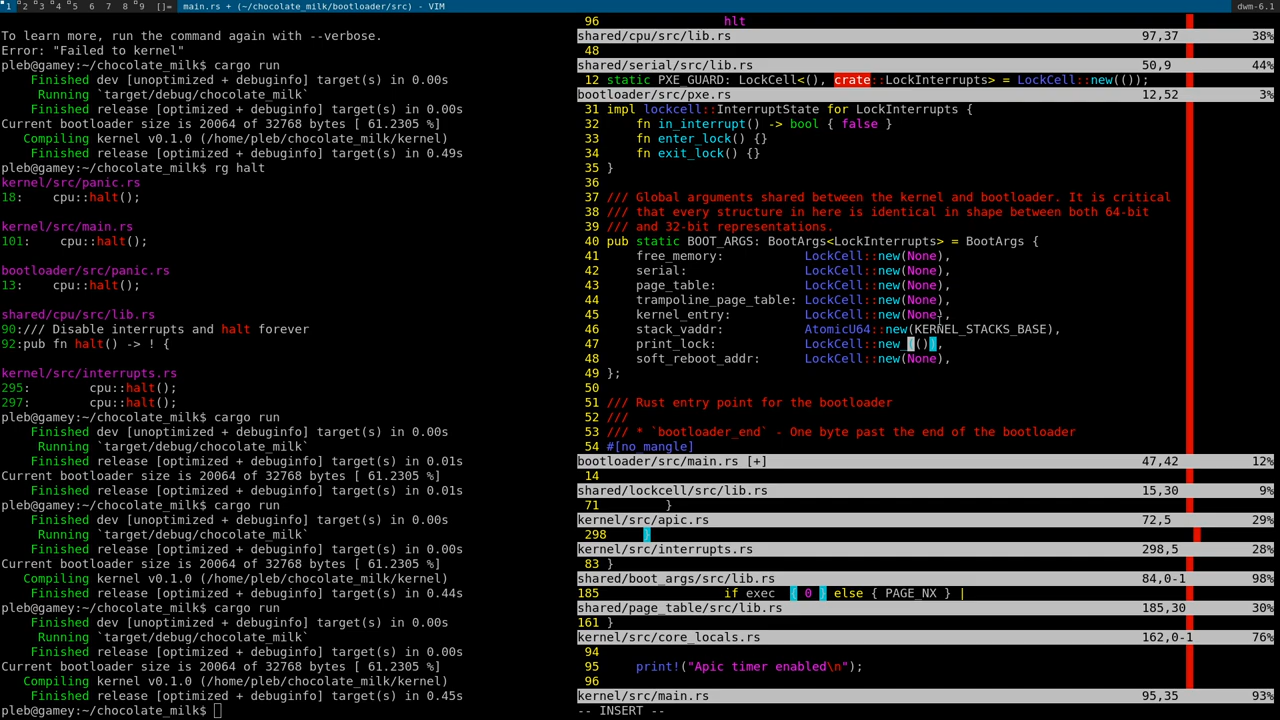 1 2 3 4 5 6 7 8 9 []= main.rs + (~/chocolate_milk/bootloader/src) - VIM dwm-6.1
To learn more, run the command again with --verbose.
Error: "Failed to kernel"
pleb@gamey:~/chocolate_milk$ cargo run
    Finished dev [unoptimized + debuginfo] target(s) in 0.00s
     Running `target/debug/chocolate_milk`
    Finished release [optimized + debuginfo] target(s) in 0.00s
Current bootloader size is 20064 of 32768 bytes [ 61.2305 %]
   Compiling kernel v0.1.0 (/home/pleb/chocolate_milk/kernel)
    Finished release [optimized + debuginfo] target(s) in 0.49s
pleb@gamey:~/chocolate_milk$ rg halt
kernel/src/panic.rs
18:    cpu::halt();
kernel/src/main.rs
101:    cpu::halt();
bootloader/src/panic.rs
13:    cpu::halt();
shared/cpu/src/lib.rs
90:/// Disable interrupts and halt forever
92:pub fn halt() -> ! {
kernel/src/interrupts.rs
295:        cpu::halt();
297:        cpu::halt();
pleb@gamey:~/chocolate_milk$ cargo run
    Finished dev [unoptimized + debuginfo] target(s) in 0.00s
     Running `target/debug/chocolate_milk`
    Finished release [optimized + debuginfo] target(s) in 0.01s
Current bootloader size is 20064 of 32768 bytes [ 61.2305 %]
    Finished release [optimized + debuginfo] target(s) in 0.01s
pleb@gamey:~/chocolate_milk$ cargo run
    Finished dev [unoptimized + debuginfo] target(s) in 0.00s
     Running `target/debug/chocolate_milk`
    Finished release [optimized + debuginfo] target(s) in 0.00s
Current bootloader size is 20064 of 32768 bytes [ 61.2305 %]
   Compiling kernel v0.1.0 (/home/pleb/chocolate_milk/kernel)
    Finished release [optimized + debuginfo] target(s) in 0.44s
pleb@gamey:~/chocolate_milk$ cargo run
    Finished dev [unoptimized + debuginfo] target(s) in 0.00s
     Running `target/debug/chocolate_milk`
    Finished release [optimized + debuginfo] target(s) in 0.00s
Current bootloader size is 20064 of 32768 bytes [ 61.2305 %]
   Compiling kernel v0.1.0 (/home/pleb/chocolate_milk/kernel)
    Finished release [optimized + debuginfo] target(s) in 0.45s
pleb@gamey:~/chocolate_milk$
96                 hlt
shared/cpu/src/lib.rs 97,37 38%
48
shared/serial/src/lib.rs 50,9 44%
12 static PXE_GUARD: LockCell<(), crate::LockInterrupts> = LockCell::new(());
bootloader/src/pxe.rs 12,52 3%
31 impl lockcell::InterruptState for LockInterrupts {
32     fn in_interrupt() -> bool { false }
33     fn enter_lock() {}
34     fn exit_lock() {}
35 }
36
37 /// Global arguments shared between the kernel and bootloader. It is critical
38 /// that every structure in here is identical in shape between both 64-bit
39 /// and 32-bit representations.
40 pub static BOOT_ARGS: BootArgs<LockInterrupts> = BootArgs {
41     free_memory:           LockCell::new(None),
42     serial:                LockCell::new(None),
43     page_table:            LockCell::new(None),
44     trampoline_page_table: LockCell::new(None),
45     kernel_entry:          LockCell::new(None),
46     stack_vaddr:           AtomicU64::new(KERNEL_STACKS_BASE),
47     print_lock:            LockCell::new (()),
48     soft_reboot_addr:      LockCell::new(None),
49 };
50
51 /// Rust entry point for the bootloader
52 ///
53 /// * `bootloader_end` - One byte past the end of the bootloader
54 #[no_mangle]
bootloader/src/main.rs [+] 47,42 12%
14
shared/lockcell/src/lib.rs 15,30 9%
71         }
kernel/src/apic.rs 72,5 29%
298     }
kernel/src/interrupts.rs 298,5 28%
83 }
shared/boot_args/src/lib.rs 84,0-1 98%
185                 if exec  { 0 } else { PAGE_NX } |
shared/page_table/src/lib.rs 185,30 30%
161 }
kernel/src/core_locals.rs 162,0-1 76%
94
95     print!("Apic timer enabled\n");
96
kernel/src/main.rs 95,35 93%
-- INSERT --